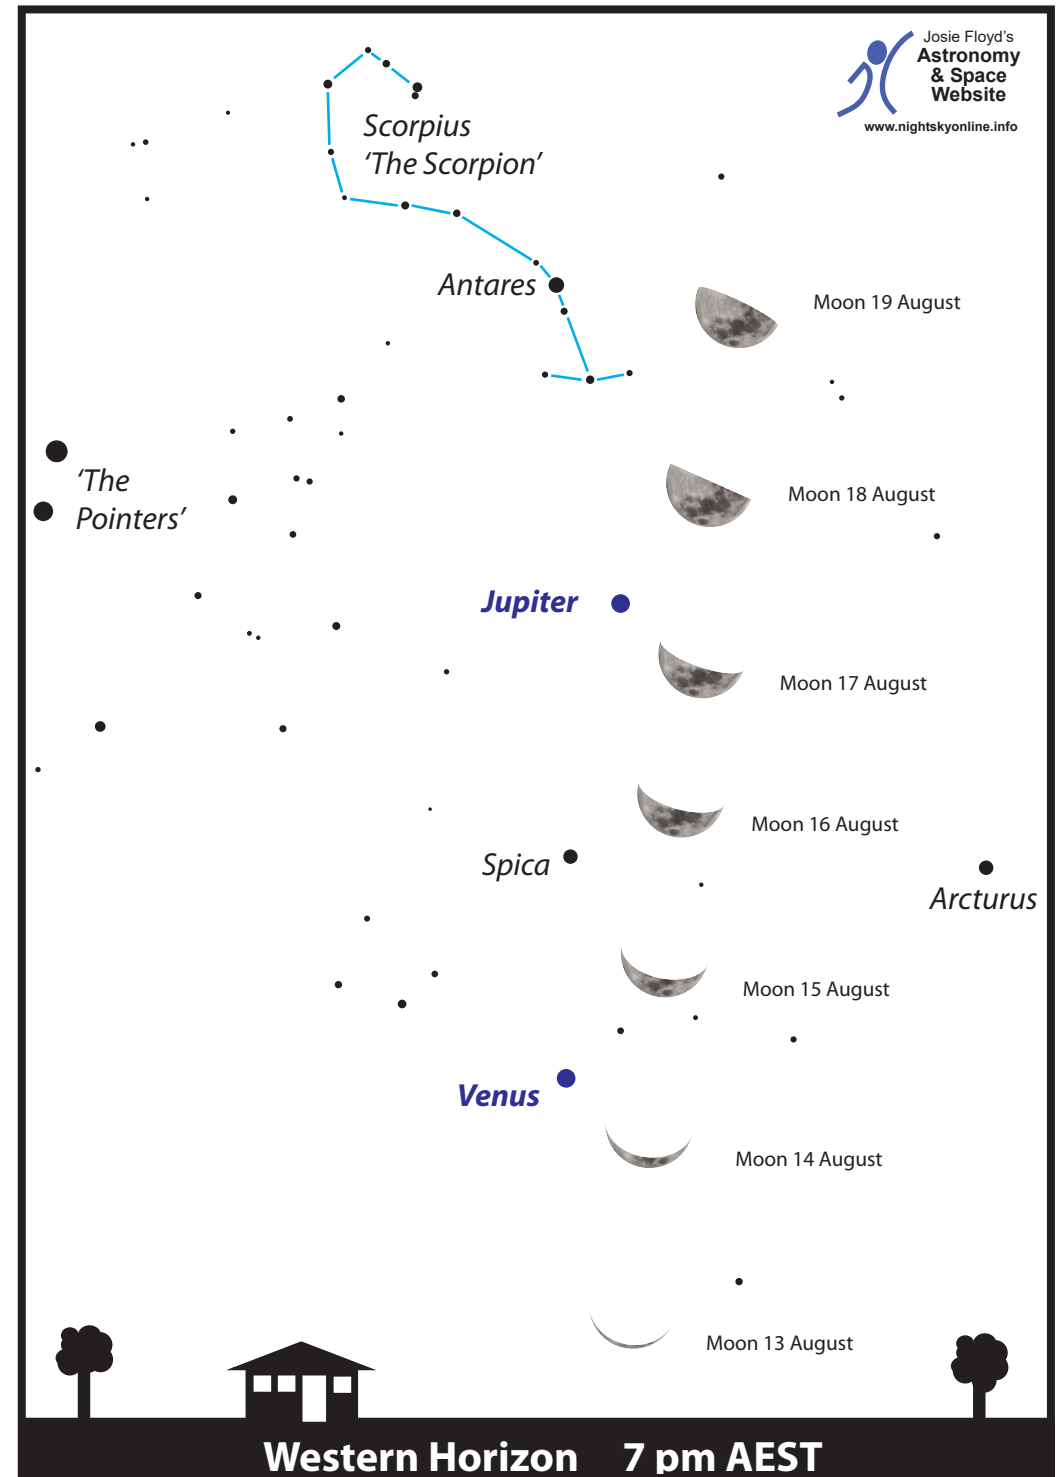 Josie Floyd's
Astronomy
& Space
Website
www.nightskyonline.info
Scorpius
'The Scorpion'
Antares
Moon 19 August
'The
Pointers'
Moon 18 August
Jupiter
Moon 17 August
Moon 16 August
Spica
Arcturus
Moon 15 August
Venus
Moon 14 August
Moon 13 August
Western Horizon 7 pm AEST